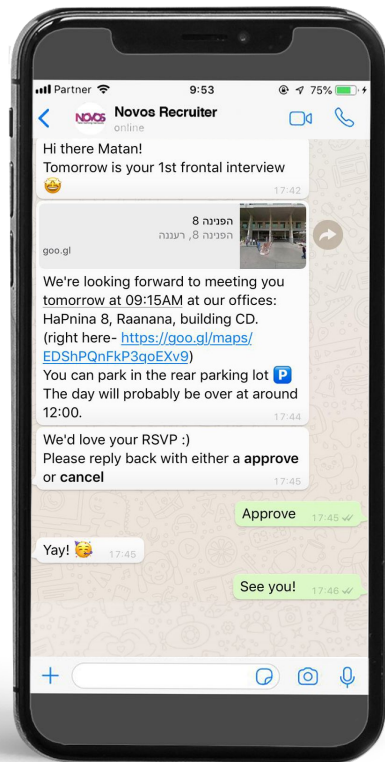 Partner
9:53
75%
NOVOS
Novos Recruiter
online
Hi there Matan!
Tomorrow is your 1st frontal interview
🤩
17:42
הפנינה 8
הפנינה 8, רעננה
goo.gl
We're looking forward to meeting you
tomorrow at 09:15AM at our offices:
HaPnina 8, Raanana, building CD.
(right here- https://goo.gl/maps/
EDShPQnFkP3qoEXv9)
You can park in the rear parking lot 🅿️
The day will probably be over at around
12:00.
17:44
We'd love your RSVP :)
Please reply back with either a approve
or cancel
17:45
Approve 17:45
Yay! 🥳 17:45
See you! 17:46